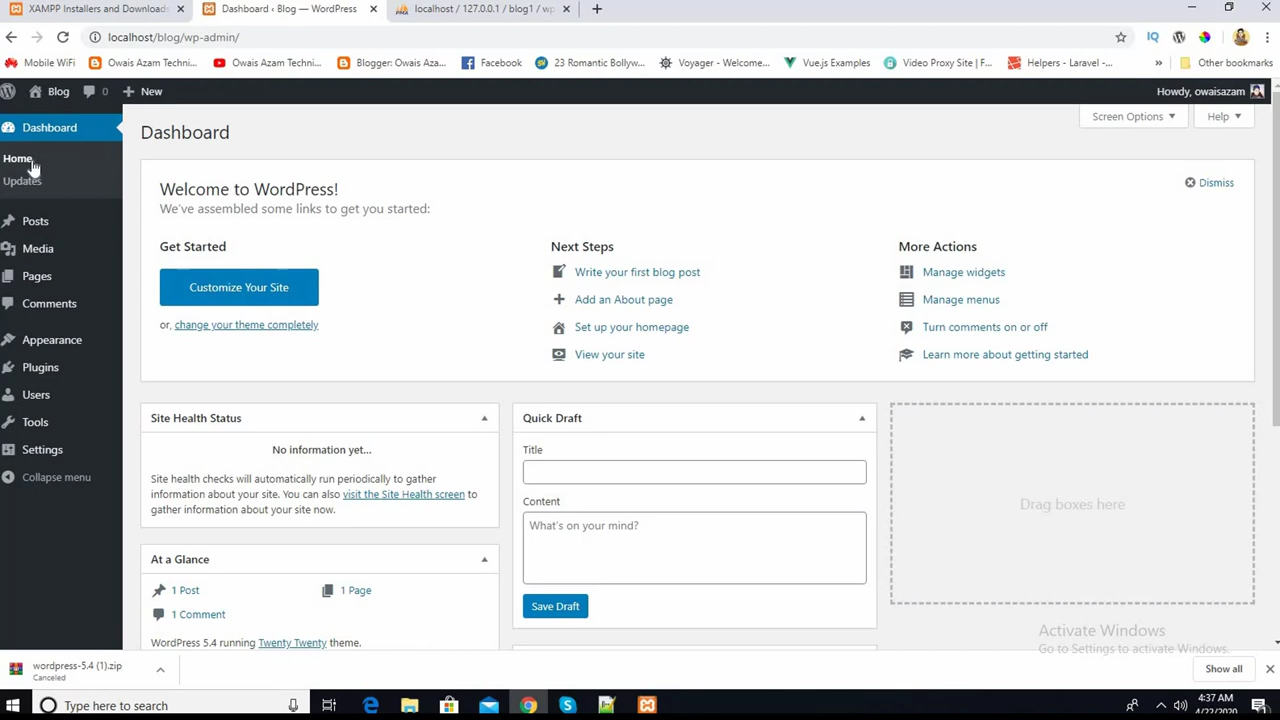 XAMPP Installers and Downloads
Dashboard ‹ Blog — WordPress
localhost / 127.0.0.1 / blog1 / wp
localhost/blog/wp-admin/
Mobile WiFi
Owais Azam Techni...
Owais Azam Techni...
Blogger: Owais Aza...
Facebook
23 Romantic Bollyw...
Voyager - Welcome...
Vue.js Examples
Video Proxy Site | F...
Helpers - Laravel -...
Other bookmarks
Blog
0
New
Howdy, owaisazam
Dashboard
Home
Updates
Posts
Media
Pages
Comments
Appearance
Plugins
Users
Tools
Settings
Collapse menu
Dashboard
Screen Options
Help
Welcome to WordPress!
We've assembled some links to get you started:
Dismiss
Get Started
Customize Your Site
or, change your theme completely
Next Steps
Write your first blog post
Add an About page
Set up your homepage
View your site
More Actions
Manage widgets
Manage menus
Turn comments on or off
Learn more about getting started
Site Health Status
No information yet...
Site health checks will automatically run periodically to gather
information about your site. You can also visit the Site Health screen to
gather information about your site now.
At a Glance
1 Post
1 Page
1 Comment
WordPress 5.4 running Twenty Twenty theme.
Quick Draft
Title
Content
What's on your mind?
Save Draft
Drag boxes here
Activate Windows
Go to Settings to activate Windows.
wordpress-5.4 (1).zip
Canceled
Show all
Type here to search
4:37 AM
4/22/2020